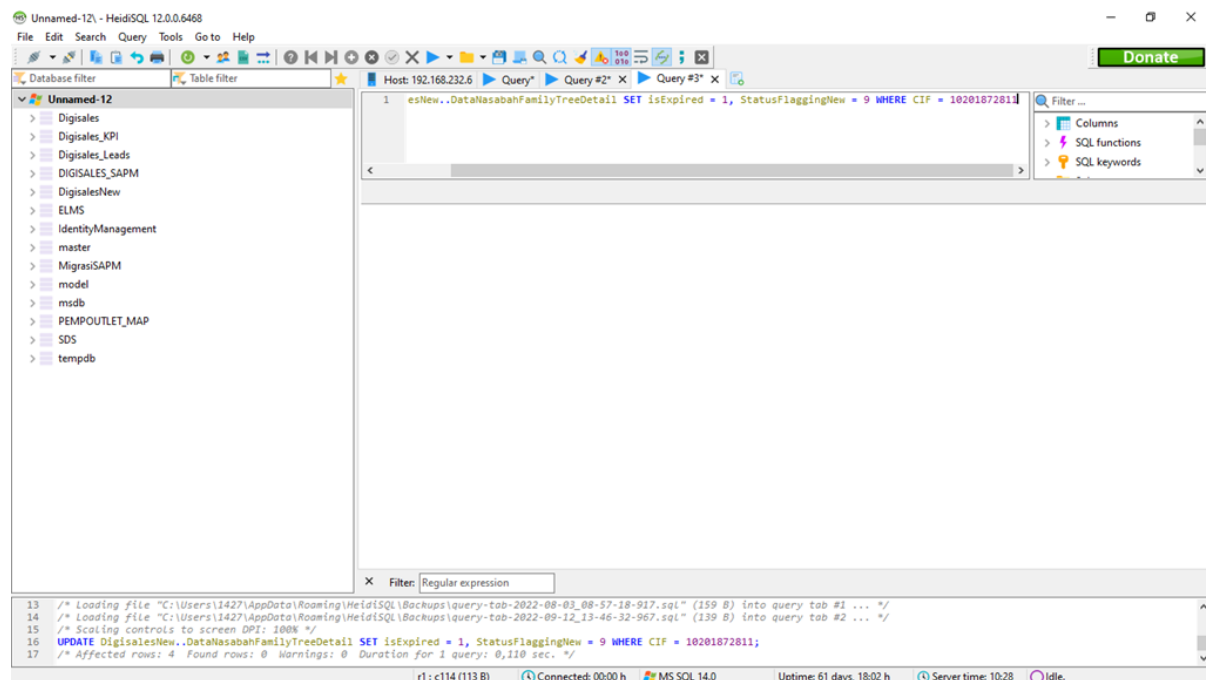 Unnamed-12\ - HeidiSQL 12.0.0.6468
File Edit Search Query Tools Go to Help
Donate
Database filter
Table filter
Host: 192.168.232.6
Query*
Query #2*
Query #3*
Unnamed-12
Digisales
Digisales_KPI
Digisales_Leads
DIGISALES_SAPM
DigisalesNew
ELMS
IdentityManagement
master
MigrasiSAPM
model
msdb
PEMPOUTLET_MAP
SDS
tempdb
1 esNew..DataNasabahFamilyTreeDetail SET isExpired = 1, StatusFlaggingNew = 9 WHERE CIF = 10201872811
Filter ...
Columns
SQL functions
SQL keywords
Filter: Regular expression
13 /* Loading file "C:\Users\1427\AppData\Roaming\HeidiSQL\Backups\query-tab-2022-08-03_08-57-18-917.sql" (159 B) into query tab #1 ... */
14 /* Loading file "C:\Users\1427\AppData\Roaming\HeidiSQL\Backups\query-tab-2022-09-12_13-46-32-967.sql" (139 B) into query tab #2 ... */
15 /* Scaling controls to screen DPI: 100% */
16 UPDATE DigisalesNew..DataNasabahFamilyTreeDetail SET isExpired = 1, StatusFlaggingNew = 9 WHERE CIF = 10201872811;
17 /* Affected rows: 4 Found rows: 0 Warnings: 0 Duration for 1 query: 0,110 sec. */
r1 : c114 (113 B) Connected: 00:00 h MS SQL 14.0 Uptime: 61 days, 18:02 h Server time: 10:28 Idle.